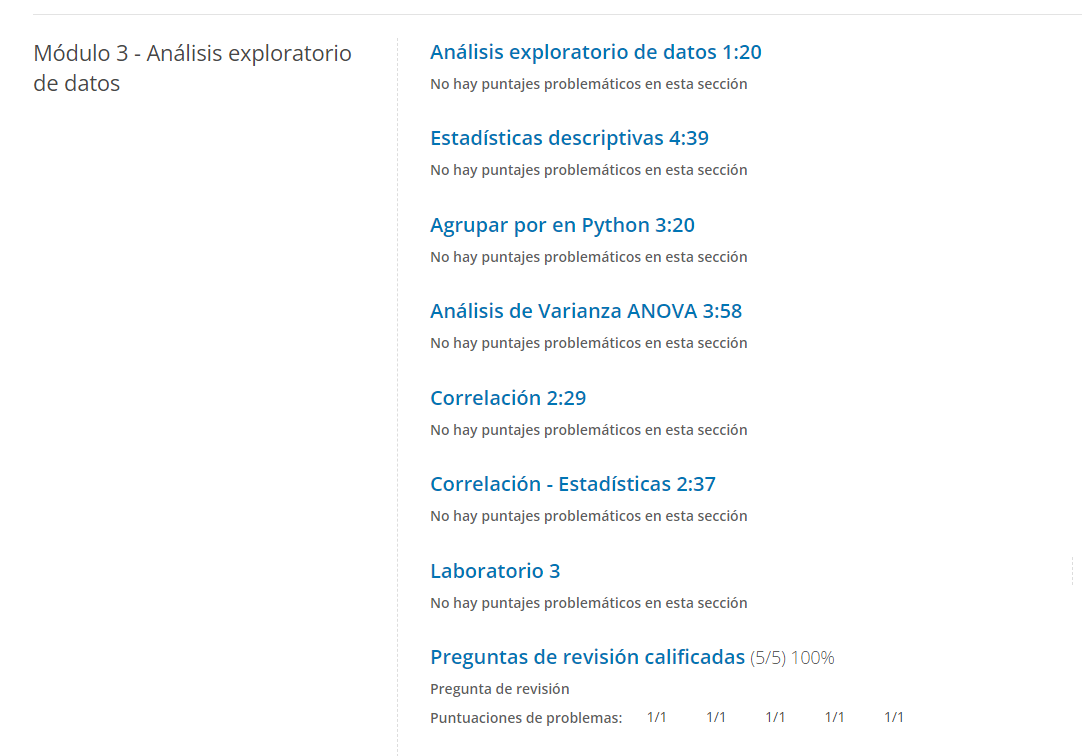 Módulo 3 - Análisis exploratorio
de datos
Análisis exploratorio de datos 1:20
No hay puntajes problemáticos en esta sección
Estadísticas descriptivas 4:39
No hay puntajes problemáticos en esta sección
Agrupar por en Python 3:20
No hay puntajes problemáticos en esta sección
Análisis de Varianza ANOVA 3:58
No hay puntajes problemáticos en esta sección
Correlación 2:29
No hay puntajes problemáticos en esta sección
Correlación - Estadísticas 2:37
No hay puntajes problemáticos en esta sección
Laboratorio 3
No hay puntajes problemáticos en esta sección
Preguntas de revisión calificadas (5/5) 100%
Pregunta de revisión
Puntuaciones de problemas: 1/1 1/1 1/1 1/1 1/1